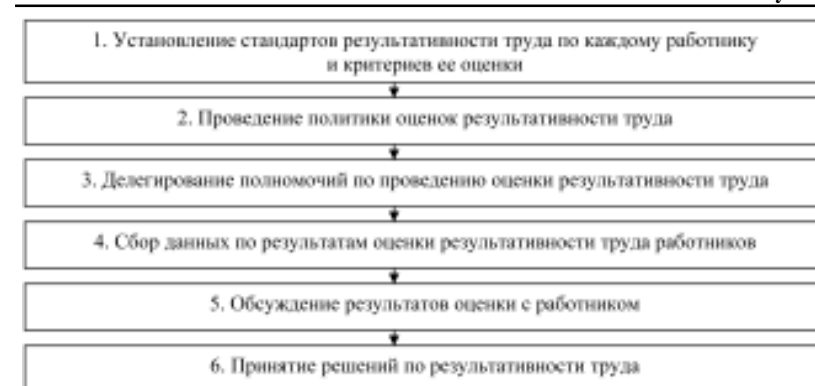 1. Установление стандартов результативности труда по каждому работнику
и критериев ее оценки
2. Проведение политики оценок результативности труда
3. Делегирование полномочий по проведению оценки результативности труда
4. Сбор данных по результатам оценки результативности труда работников
5. Обсуждение результатов оценки с работником
6. Принятие решений по результативности труда